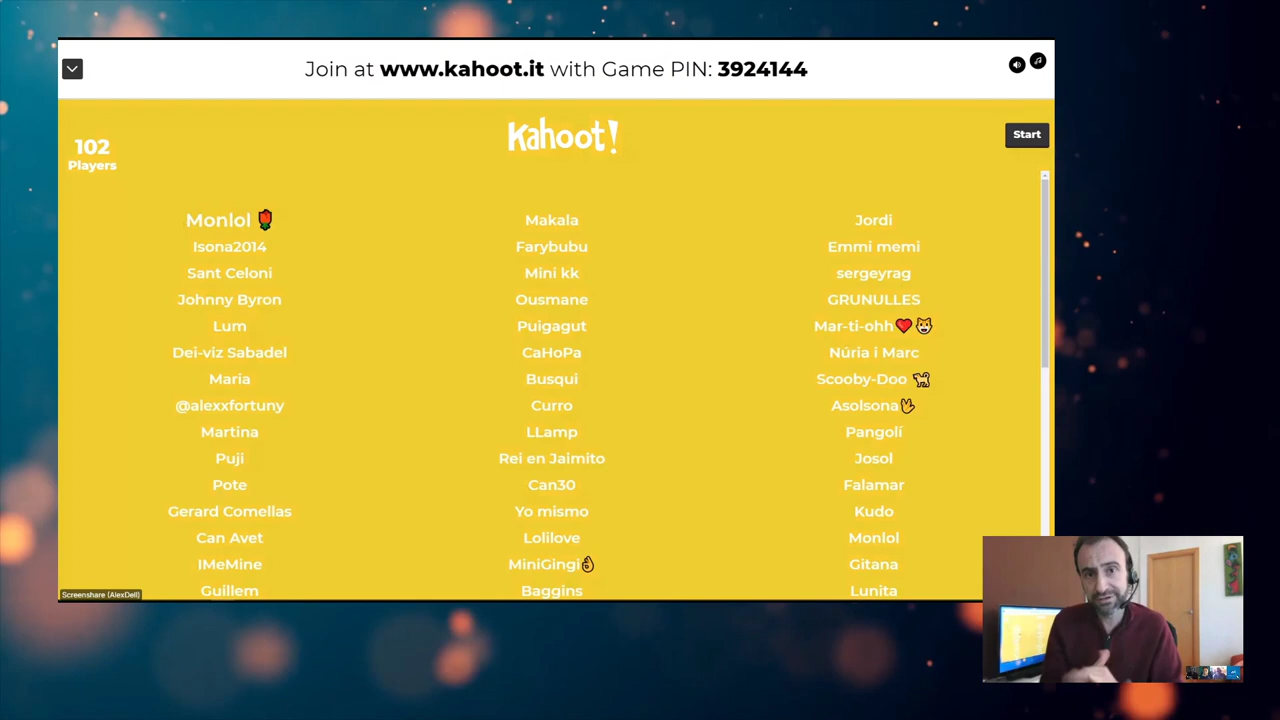 Join at www.kahoot.it with Game PIN: 3924144
Kahoot!
102
Players
Start
Monlol🌹 Makala Jordi
Isona2014 Farybubu Emmi memi
Sant Celoni Mini kk sergeyrag
Johnny Byron Ousmane GRUNULLES
Lum Puigagut Mar-ti-ohh❤️😺
Dei-viz Sabadel CaHoPa Núria i Marc
Maria Busqui Scooby-Doo 🐕
@alexxfortuny Curro Asolsona🖖
Martina LLamp Pangolí
Puji Rei en Jaimito Josol
Pote Can30 Falamar
Gerard Comellas Yo mismo Kudo
Can Avet Lolilove Monlol
IMeMine MiniGingi👌 Gitana
Guillem Baggins Lunita
Screenshare (AlexDell)